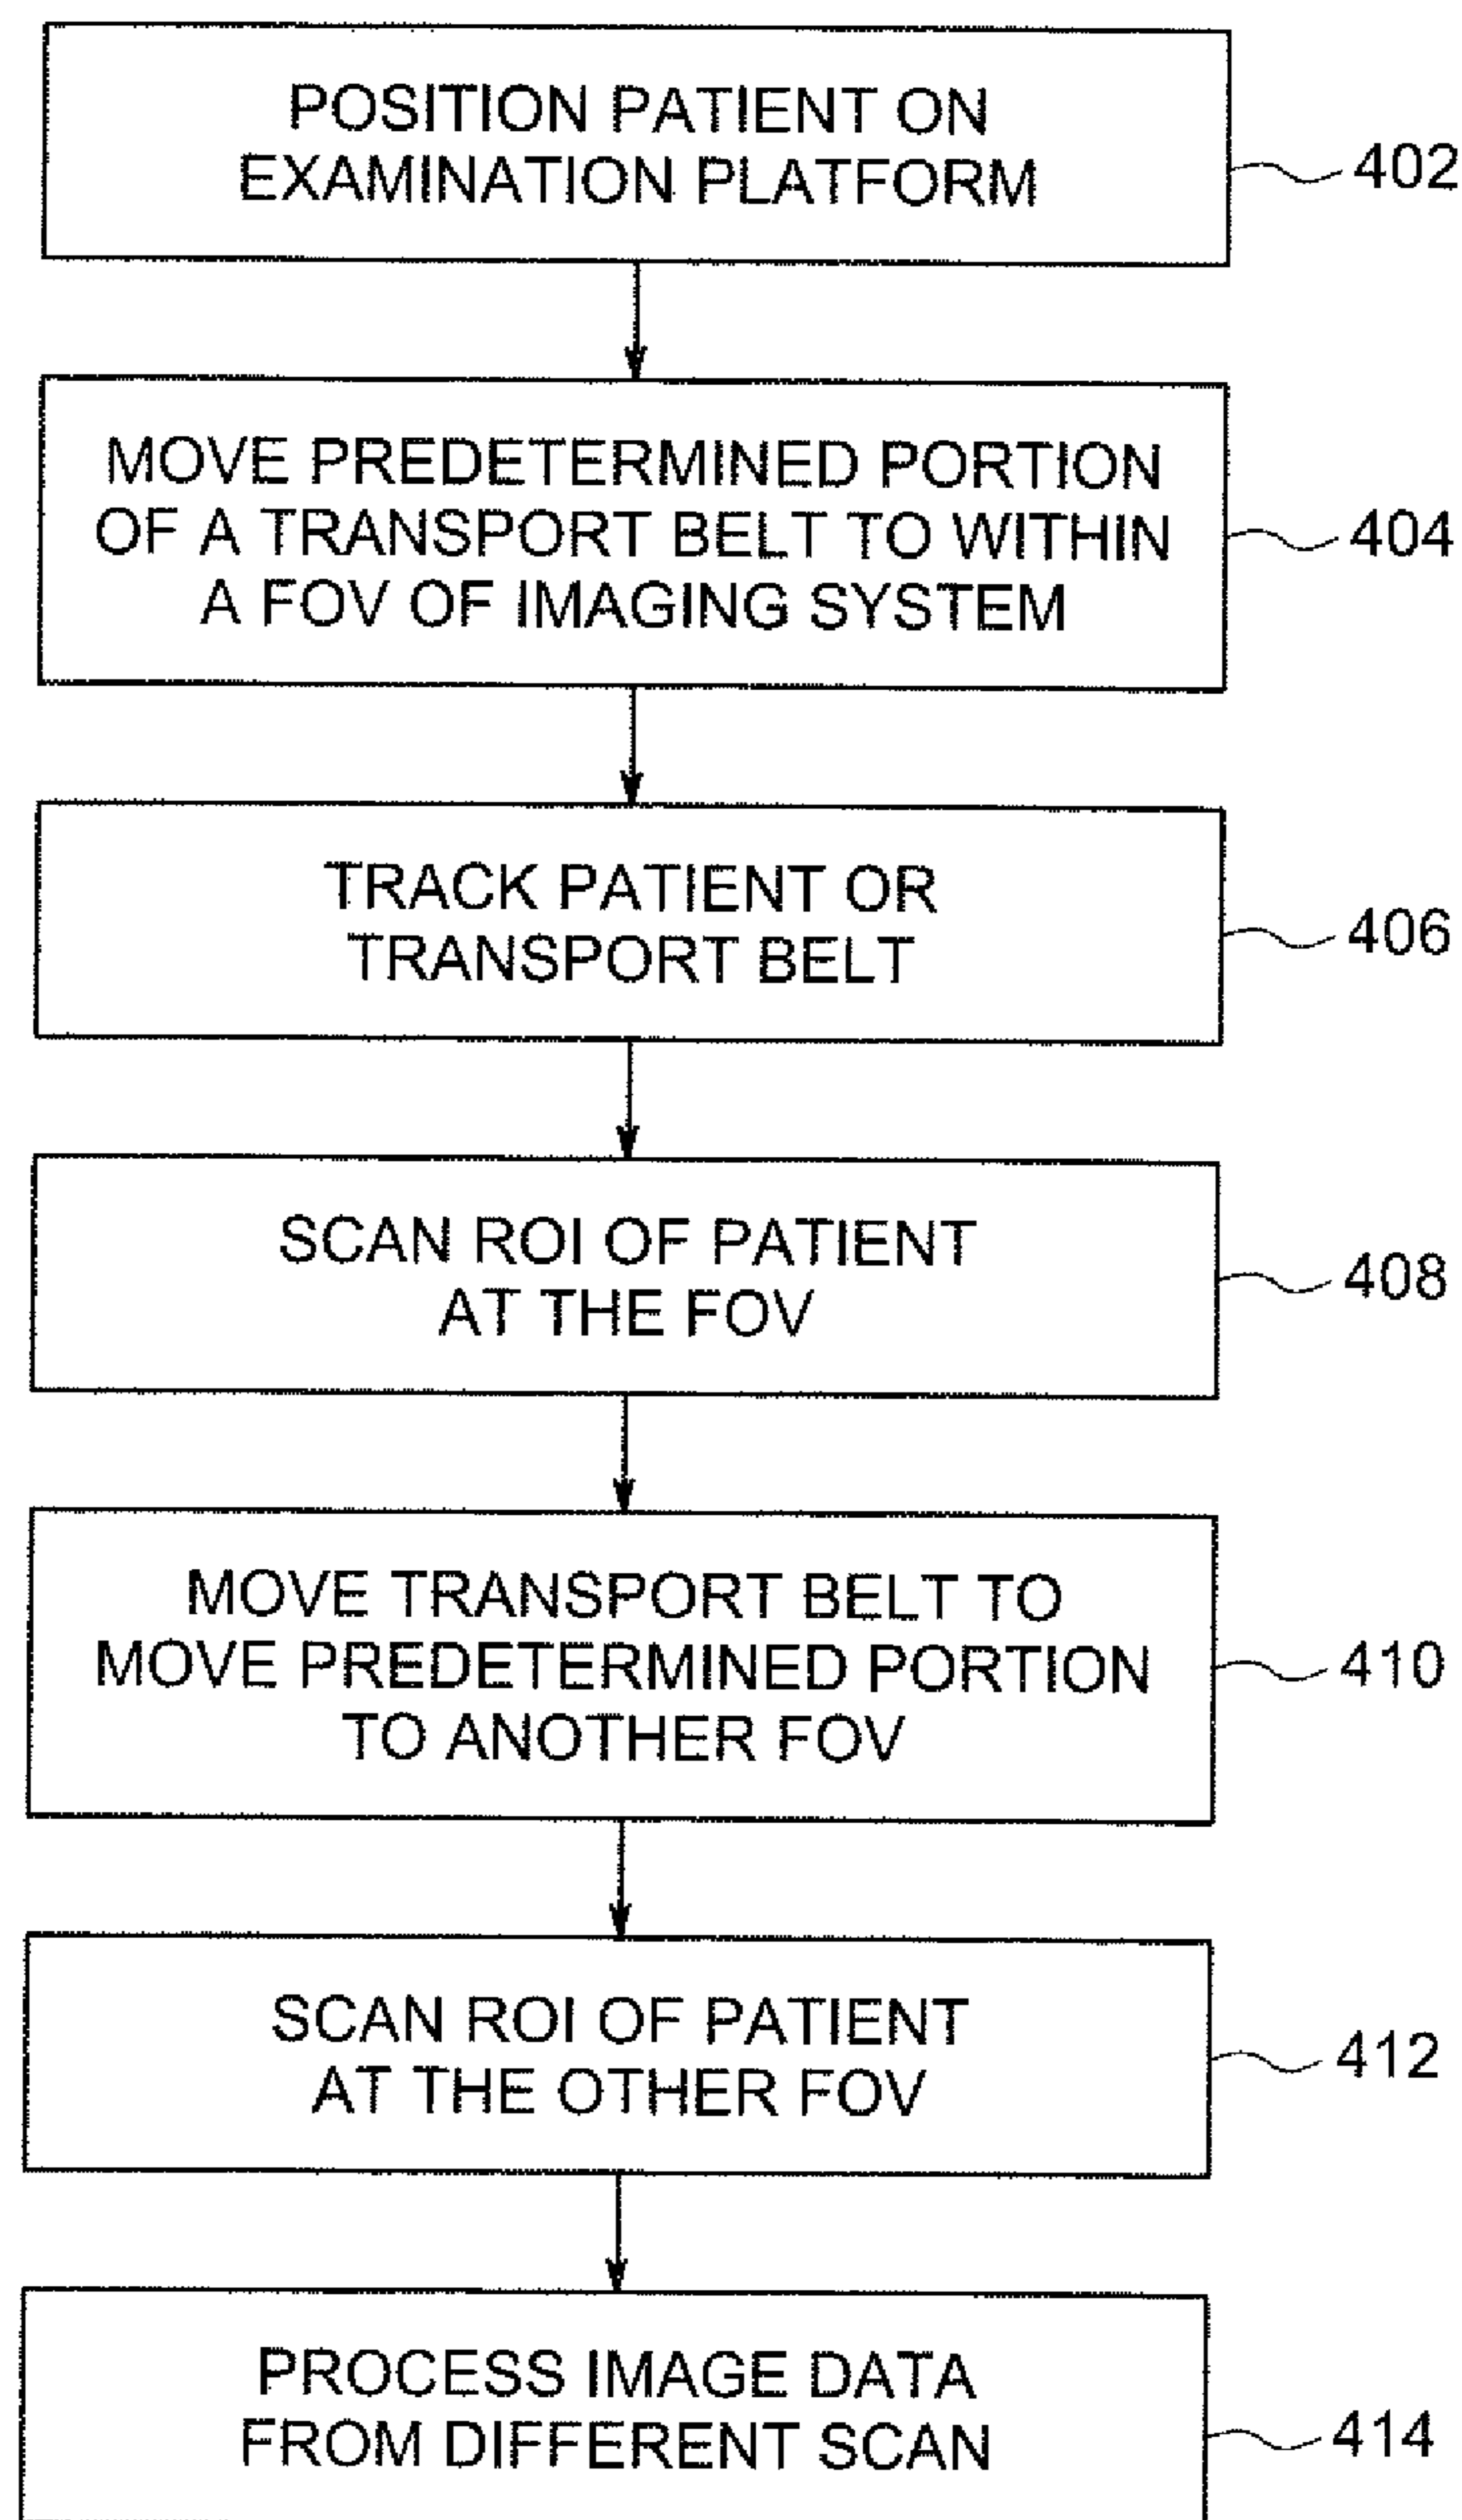 POSITION PATIENT ON
EXAMINATION PLATFORM
402
MOVE PREDETERMINED PORTION
OF A TRANSPORT BELT TO WITHIN
A FOV OF IMAGING SYSTEM
404
TRACK PATIENT OR
TRANSPORT BELT
406
SCAN ROI OF PATIENT
AT THE FOV
408
MOVE TRANSPORT BELT TO
MOVE PREDETERMINED PORTION
TO ANOTHER FOV
410
SCAN ROI OF PATIENT
AT THE OTHER FOV
412
PROCESS IMAGE DATA
FROM DIFFERENT SCAN
414